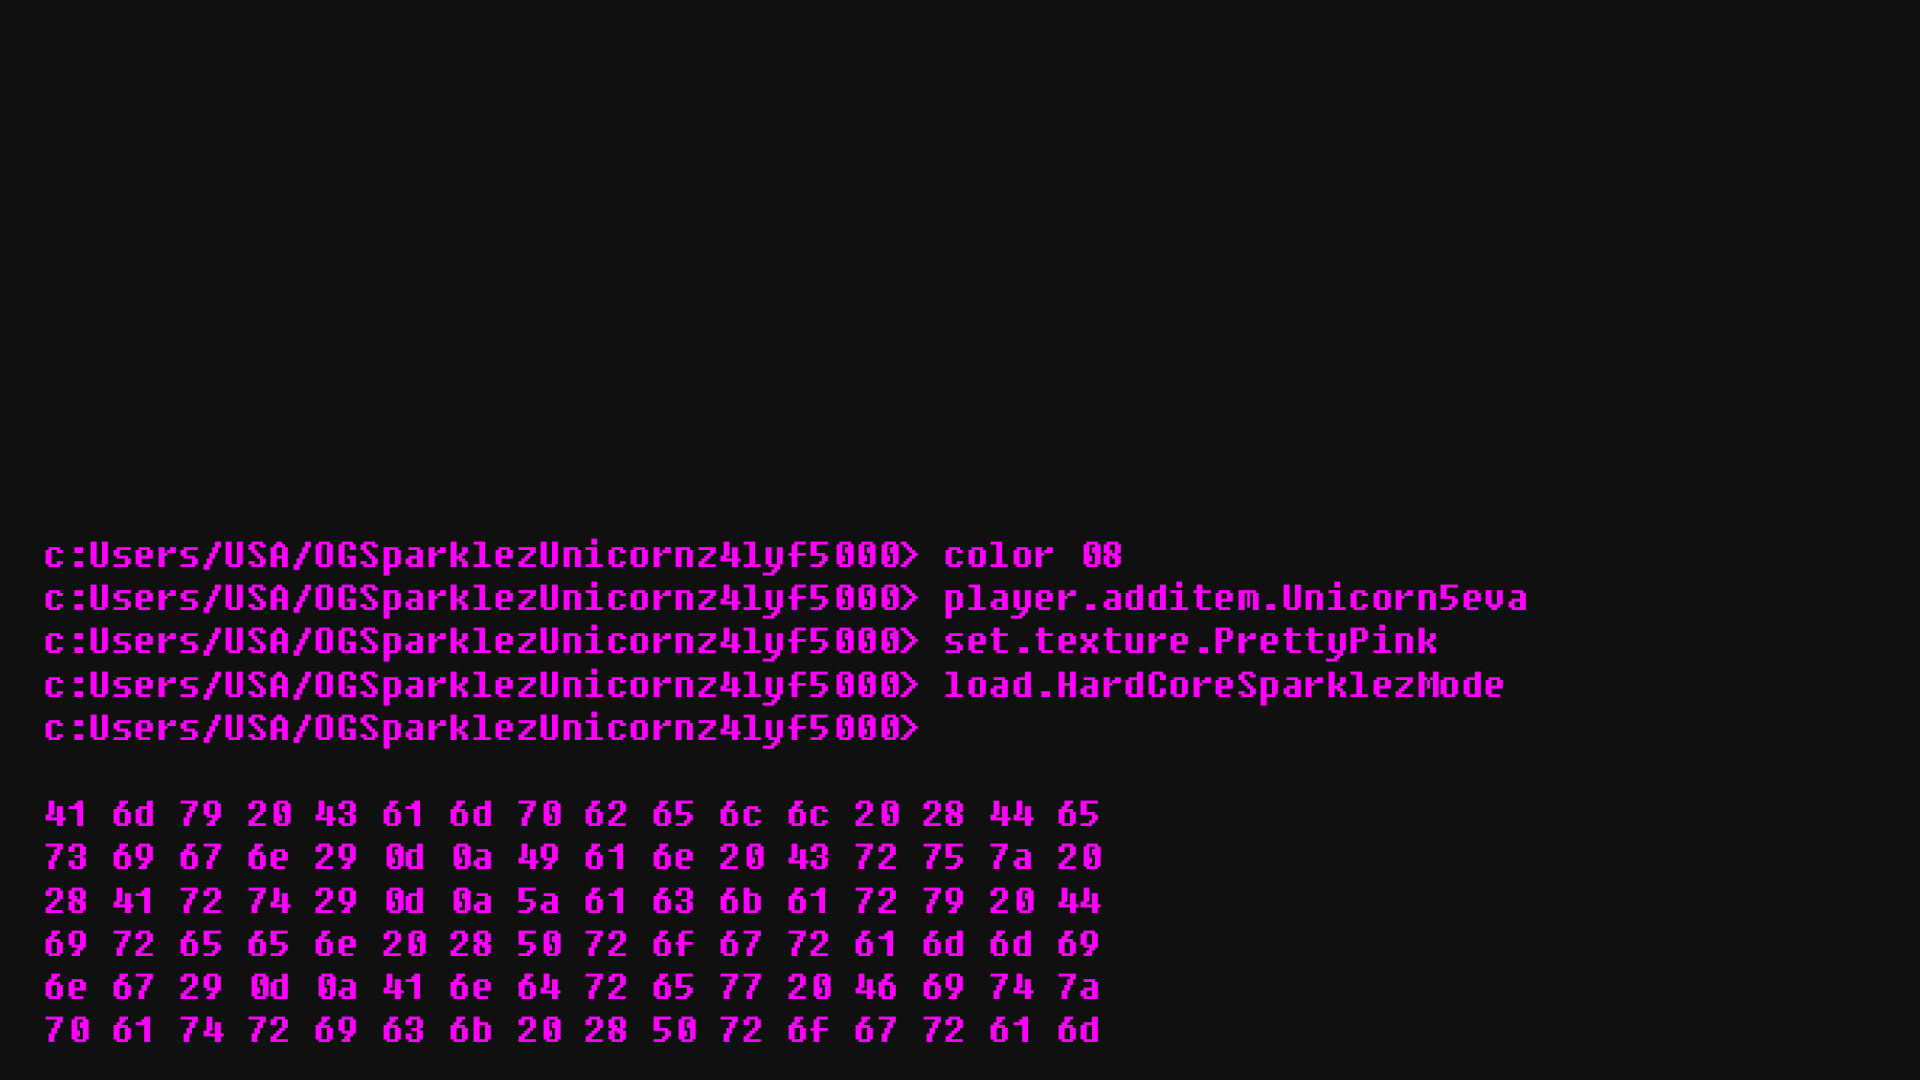 c:Users/USA/OGSparklezUnicornz4lyf5000> color 08
c:Users/USA/OGSparklezUnicornz4lyf5000> player.additem.Unicorn5eva
c:Users/USA/OGSparklezUnicornz4lyf5000> set.texture.PrettyPink
c:Users/USA/OGSparklezUnicornz4lyf5000> load.HardCoreSparklezMode
c:Users/USA/OGSparklezUnicornz4lyf5000>
41 6d 79 20 43 61 6d 70 62 65 6c 6c 20 28 44 65
73 69 67 6e 29 0d 0a 49 61 6e 20 43 72 75 7a 20
28 41 72 74 29 0d 0a 5a 61 63 6b 61 72 79 20 44
69 72 65 65 6e 20 28 50 72 6f 67 72 61 6d 6d 69
6e 67 29 0d 0a 41 6e 64 72 65 77 20 46 69 74 7a
70 61 74 72 69 63 6b 20 28 50 72 6f 67 72 61 6d